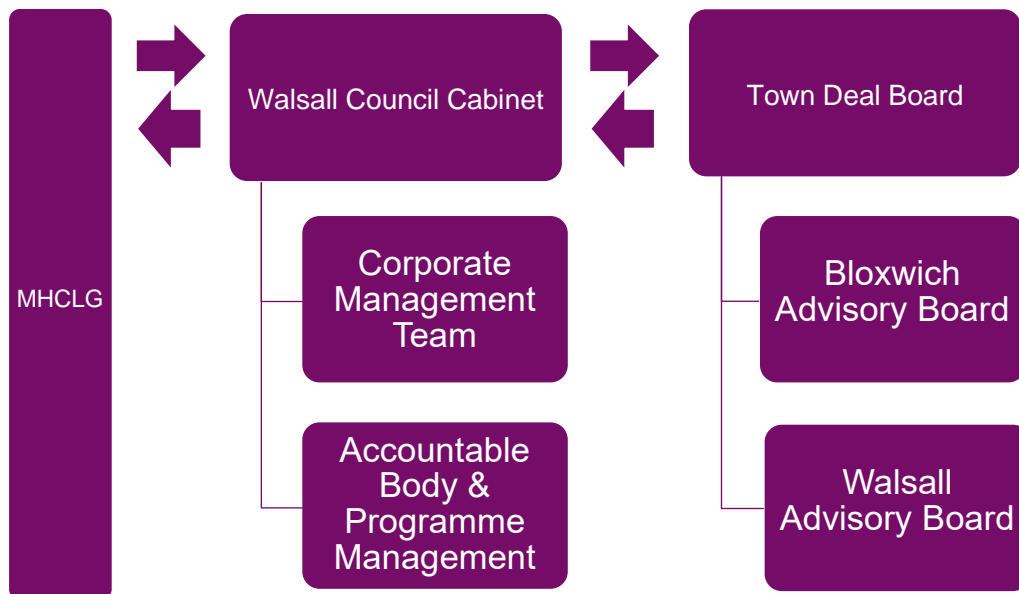 MHCLG
Walsall Council Cabinet
Corporate
Management
Team
Accountable
Body &
Programme
Management
Town Deal Board
Bloxwich
Advisory Board
Walsall
Advisory Board